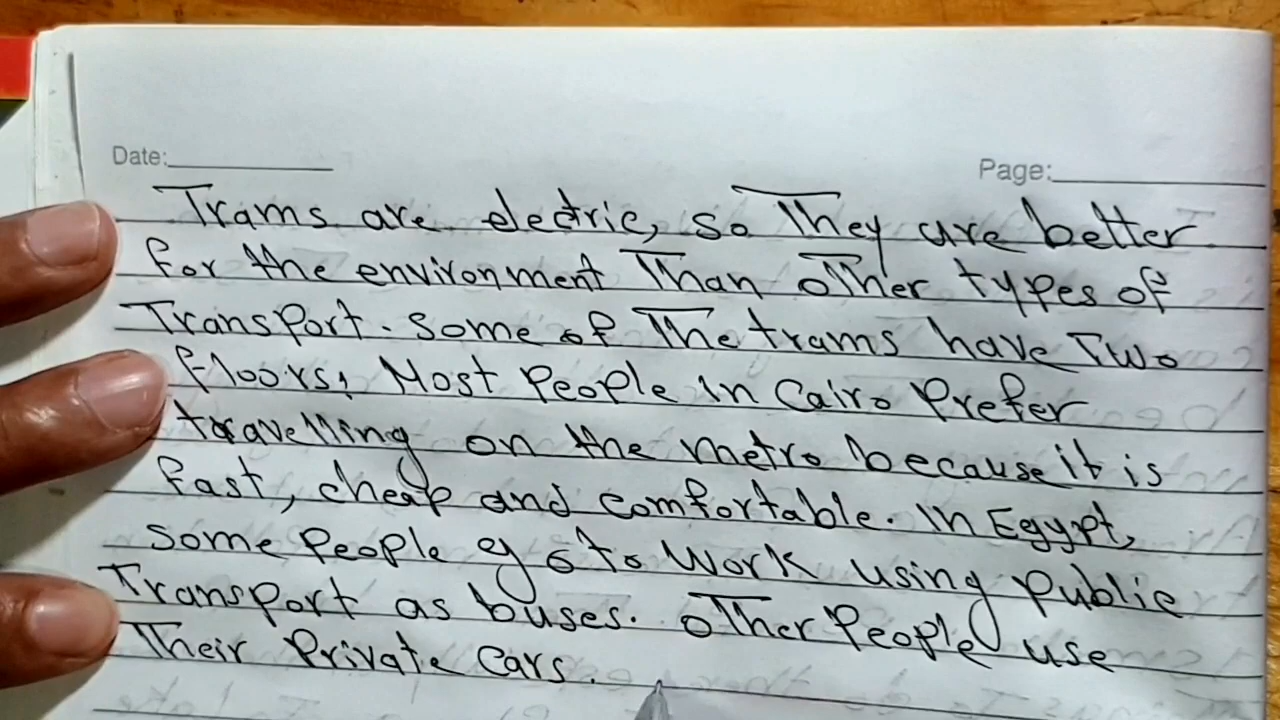 Date:
Page:
Trams are electric, so They are better
for the environment Than other types of
Transport. Some of The trams have Two
floors. Most People in Cairo Prefer
travelling on the metro because it is
fast, cheap and comfortable. In Egypt,
some People go to work using public
Transport as buses. Other People use
Their Private Cars.